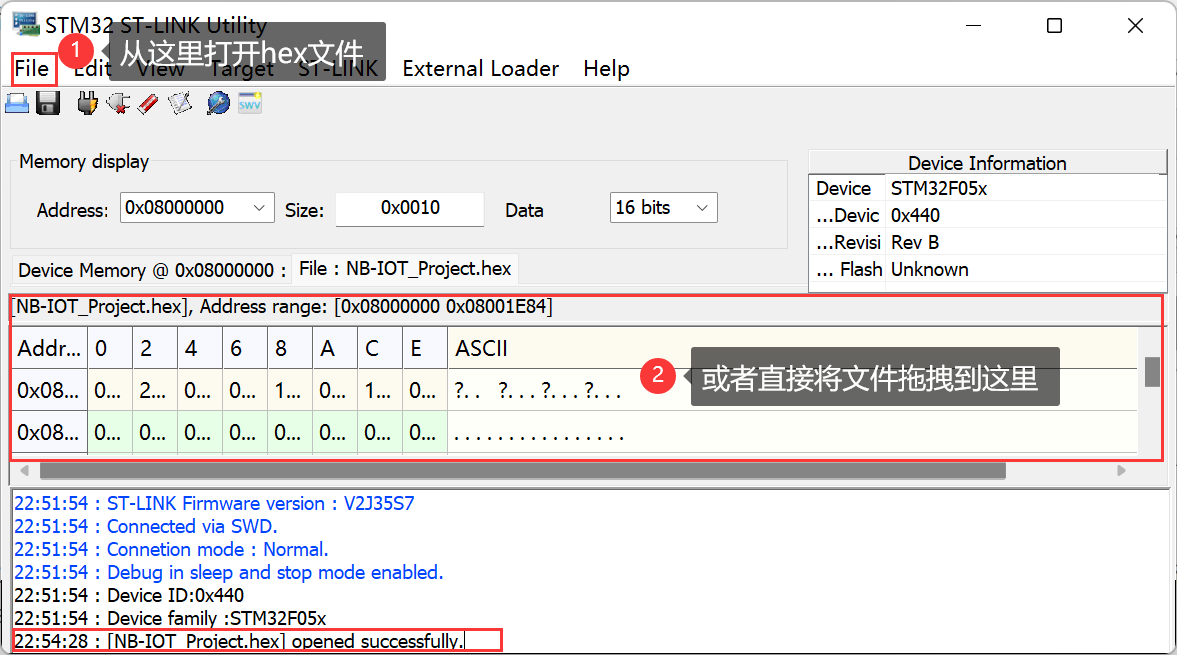 STM32 ST-LINK Utility
1 从这里打开hex文件
File Edit View Target ST-LINK External Loader Help
SWV
Memory display
Address: 0x08000000 Size: 0x0010 Data 16 bits
Device Information
Device STM32F05x
...Devic 0x440
...Revisi Rev B
... Flash Unknown
Device Memory @ 0x08000000 : File : NB-IOT_Project.hex
[NB-IOT_Project.hex], Address range: [0x08000000 0x08001E84]
Addr... 0 2 4 6 8 A C E ASCII
0x08... 0... 2... 0... 0... 1... 0... 1... 0... ?.. ?...?...?...
2 或者直接将文件拖拽到这里
0x08... 0... 0... 0... 0... 0... 0... 0... 0... ................
22:51:54 : ST-LINK Firmware version : V2J35S7
22:51:54 : Connected via SWD.
22:51:54 : Connetion mode : Normal.
22:51:54 : Debug in sleep and stop mode enabled.
22:51:54 : Device ID:0x440
22:51:54 : Device family :STM32F05x
22:54:28 : [NB-IOT_Project.hex] opened successfully.